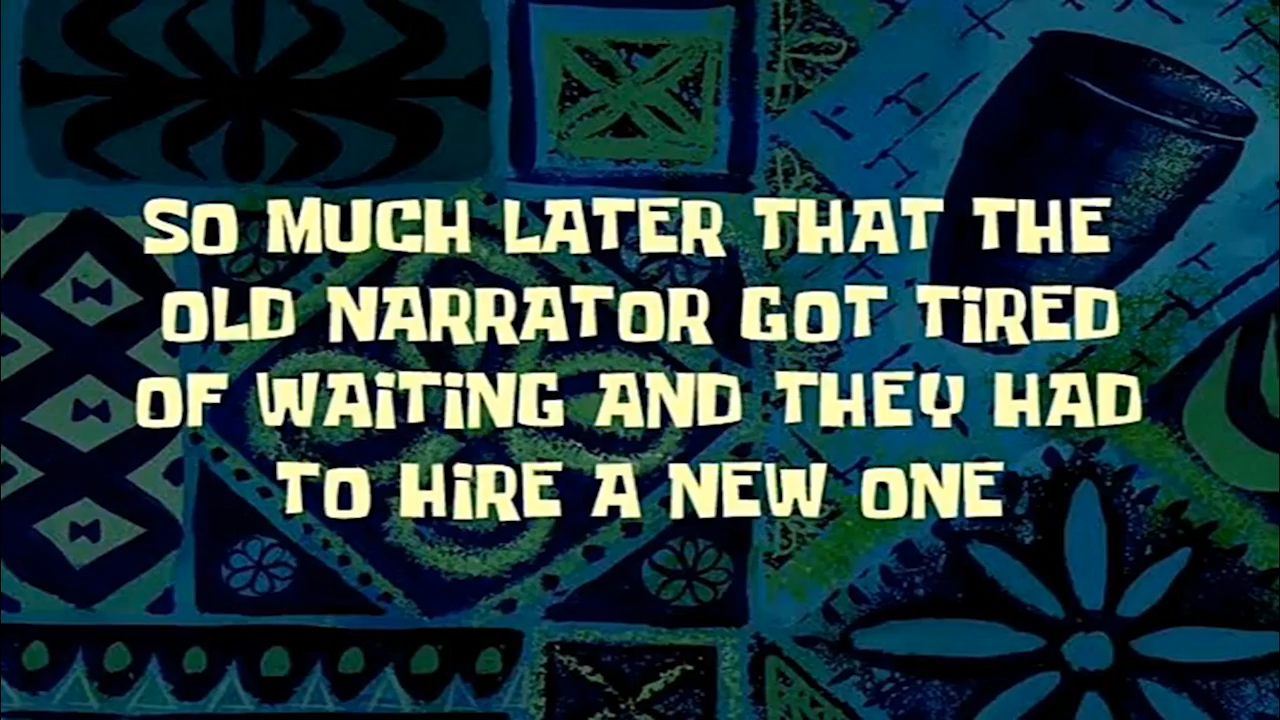 SO MUCH LATER THAT THE
OLD NARRATOR GOT TiRED
OF WAiTiNG AND THEY HAD
TO HiRE A NEW ONE